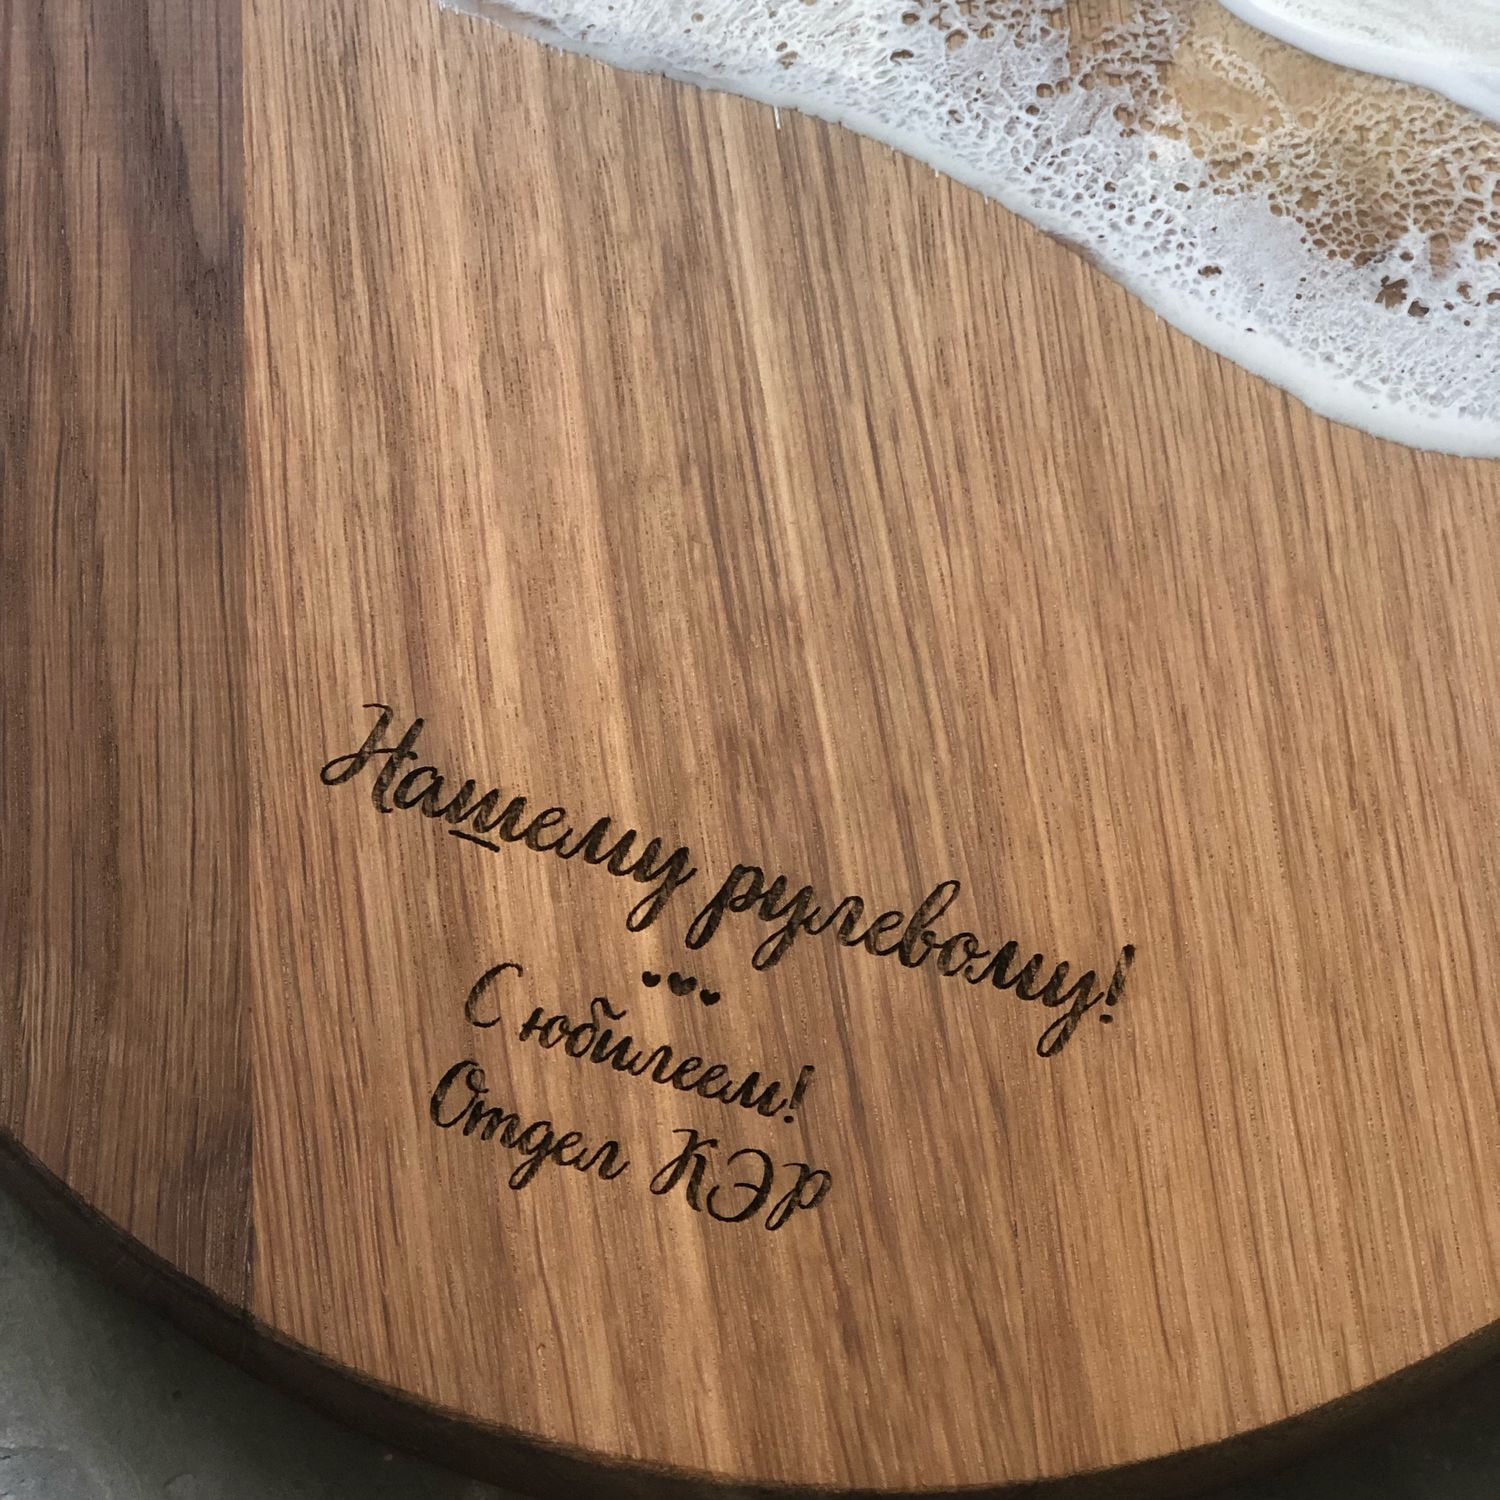 Нашему рулевому!
С юбилеем!
Отдел КЭР